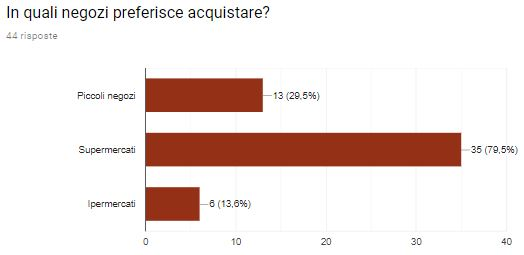 In quali negozi preferisce acquistare?
44 risposte
Piccoli negozi
13 (29,5%)
Supermercati
35 (79,5%)
Ipermercati
6 (13,6%)
0 10 20 30 40